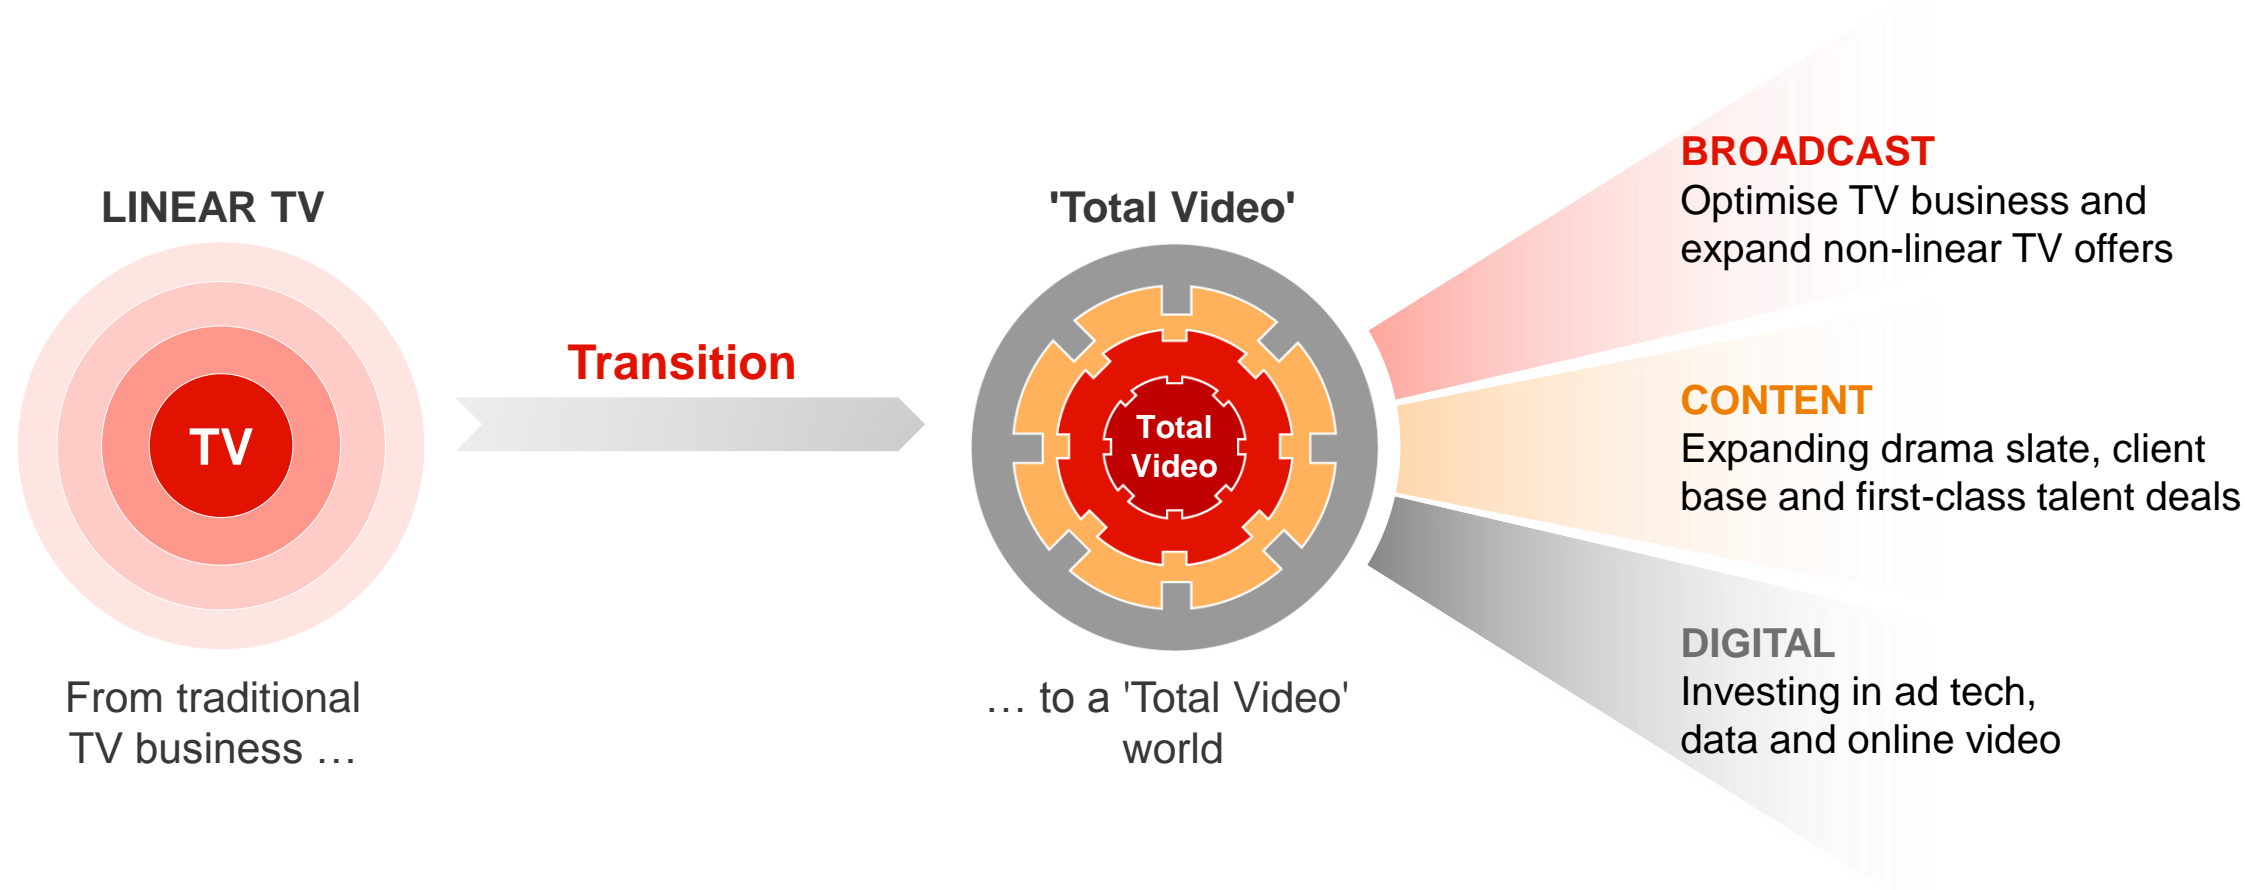 LINEAR TV
TV
From traditional
TV business …
Transition
'Total Video'
Total
Video
… to a 'Total Video'
world
BROADCAST
Optimise TV business and
expand non-linear TV offers
CONTENT
Expanding drama slate, client
base and first-class talent deals
DIGITAL
Investing in ad tech,
data and online video